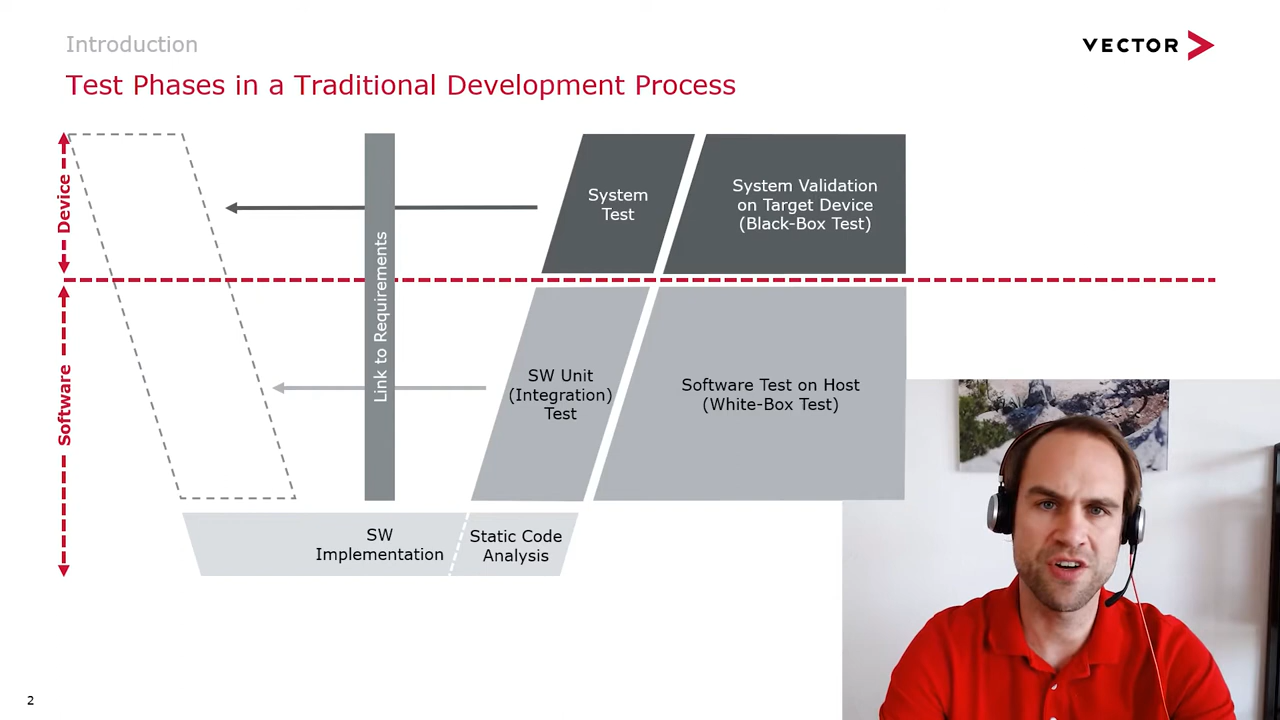 Introduction
VECTOR
Test Phases in a Traditional Development Process
Device
Software
Link to Requirements
System
Test
System Validation
on Target Device
(Black-Box Test)
SW Unit
(Integration)
Test
Software Test on Host
(White-Box Test)
SW
Implementation
Static Code
Analysis
2